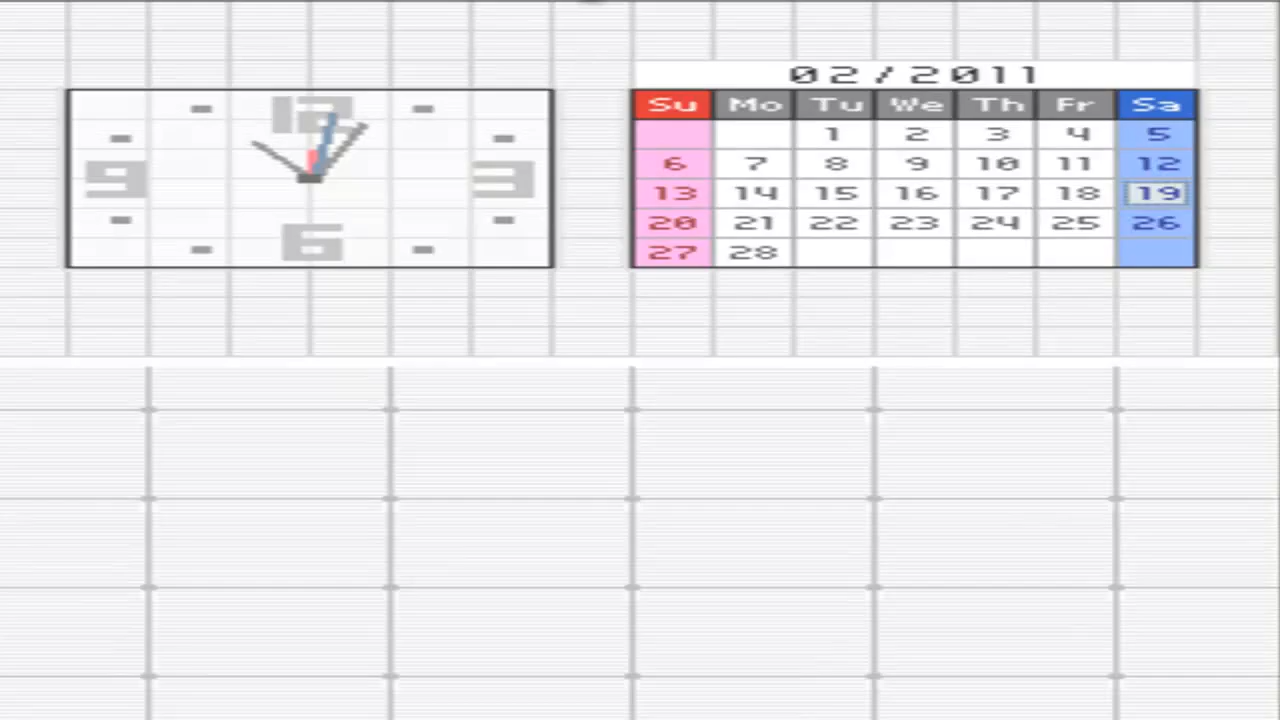 02/2011
12
9 3
6
Su Mo Tu We Th Fr Sa
1 2 3 4 5
6 7 8 9 10 11 12
13 14 15 16 17 18 19
20 21 22 23 24 25 26
27 28